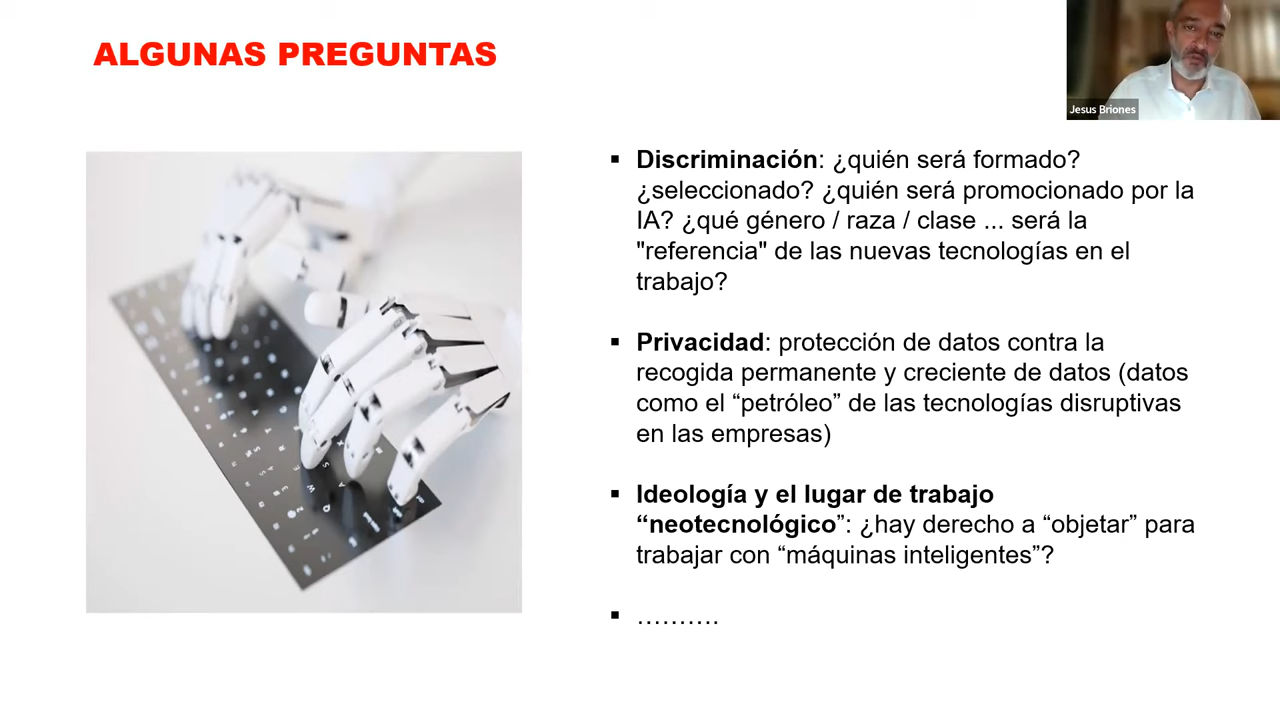 ALGUNAS PREGUNTAS
Jesus Briones
▪ Discriminación: ¿quién será formado?
¿seleccionado? ¿quién será promocionado por la
IA? ¿qué género / raza / clase ... será la
"referencia" de las nuevas tecnologías en el
trabajo?
▪ Privacidad: protección de datos contra la
recogida permanente y creciente de datos (datos
como el “petróleo” de las tecnologías disruptivas
en las empresas)
▪ Ideología y el lugar de trabajo
“neotecnológico”: ¿hay derecho a “objetar” para
trabajar con “máquinas inteligentes”?
▪ ……….